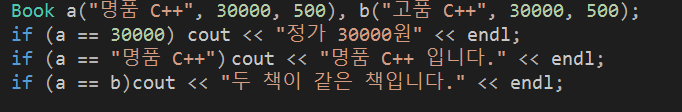 Book a("명품 C++", 30000, 500), b("고품 C++", 30000, 500);
if (a == 30000) cout << "정가 30000원" << endl;
if (a == "명품 C++")cout << "명품 C++ 입니다." << endl;
if (a == b)cout << "두 책이 같은 책입니다." << endl;